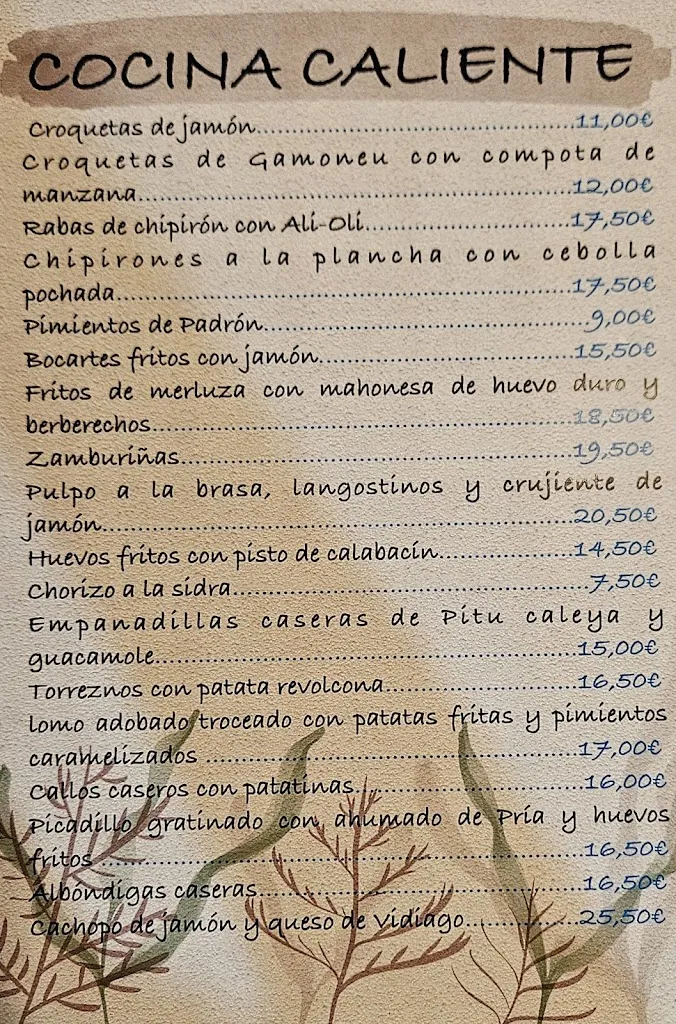 COCINA CALIENTE
Croquetas de jamón..............................................11,00€
Croquetas de Gamoneu con compota de
manzana..............................................................12,00€
Rabas de chipirón con Alí-Olí..............................17,50€
Chipirones a la plancha con cebolla
pochada................................................................17,50€
Pimientos de Padrón..............................................9,00€
Bocartes fritos con jamón....................................15,50€
Fritos de merluza con mahonesa de huevo duro y
berberechos...........................................................18,50€
Zamburiñas...........................................................19,50€
Pulpo a la brasa, langostinos y crujiente de
jamón....................................................................20,50€
Huevos fritos con pisto de calabacín...................14,50€
Chorizo a la sidra...................................................7,50€
Empanadillas caseras de Pitu caleya y
guacamole.............................................................15,00€
Torreznos con patata revolcona...........................16,50€
lomo adobado troceado con patatas fritas y pimientos
caramelizados ......................................................17,00€
Callos caseros con patatinas................................16,00€
Picadillo gratinado con ahumado de Pría y huevos
fritos .....................................................................16,50€
Albóndigas caseras..............................................16,50€
Cachopo de jamón y queso de Vidiago................25,50€